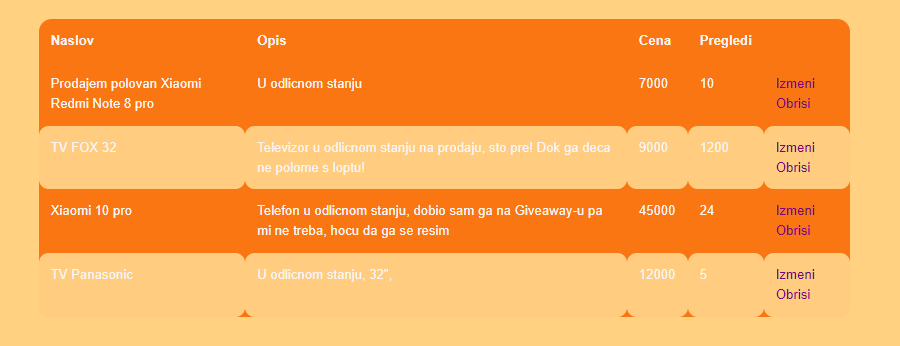 Naslov Opis Cena Pregledi
Prodajem polovan Xiaomi U odlicnom stanju 7000 10 Izmeni
Redmi Note 8 pro Obrisi
TV FOX 32 Televizor u odlicnom stanju na prodaju, sto pre! Dok ga deca 9000 1200 Izmeni
ne polome s loptu! Obrisi
Xiaomi 10 pro Telefon u odlicnom stanju, dobio sam ga na Giveaway-u pa 45000 24 Izmeni
mi ne treba, hocu da ga se resim Obrisi
TV Panasonic U odlicnom stanju, 32", 12000 5 Izmeni
Obrisi